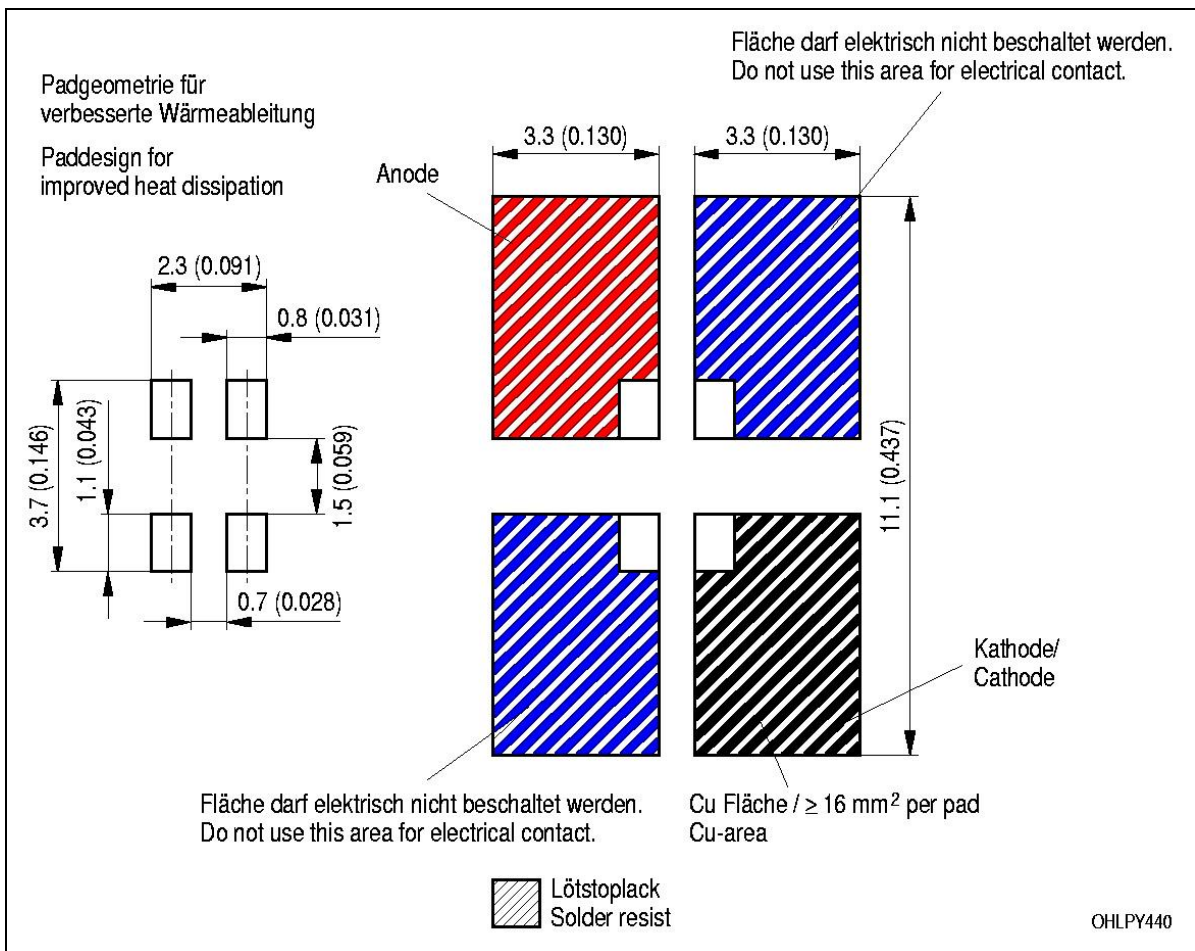 Fläche darf elektrisch nicht beschaltet werden.
Do not use this area for electrical contact.
Padgeometrie für
verbesserte Wärmeableitung
Paddesign for
improved heat dissipation
3.3 (0.130)
3.3 (0.130)
Anode
2.3 (0.091)
0.8 (0.031)
3.7 (0.146)
1.1 (0.043)
1.5 (0.059)
11.1 (0.437)
0.7 (0.028)
Kathode/
Cathode
Fläche darf elektrisch nicht beschaltet werden.
Do not use this area for electrical contact.
Cu Fläche / ≥ 16 mm² per pad
Cu-area
Lötstoplack
Solder resist
OHLPY440